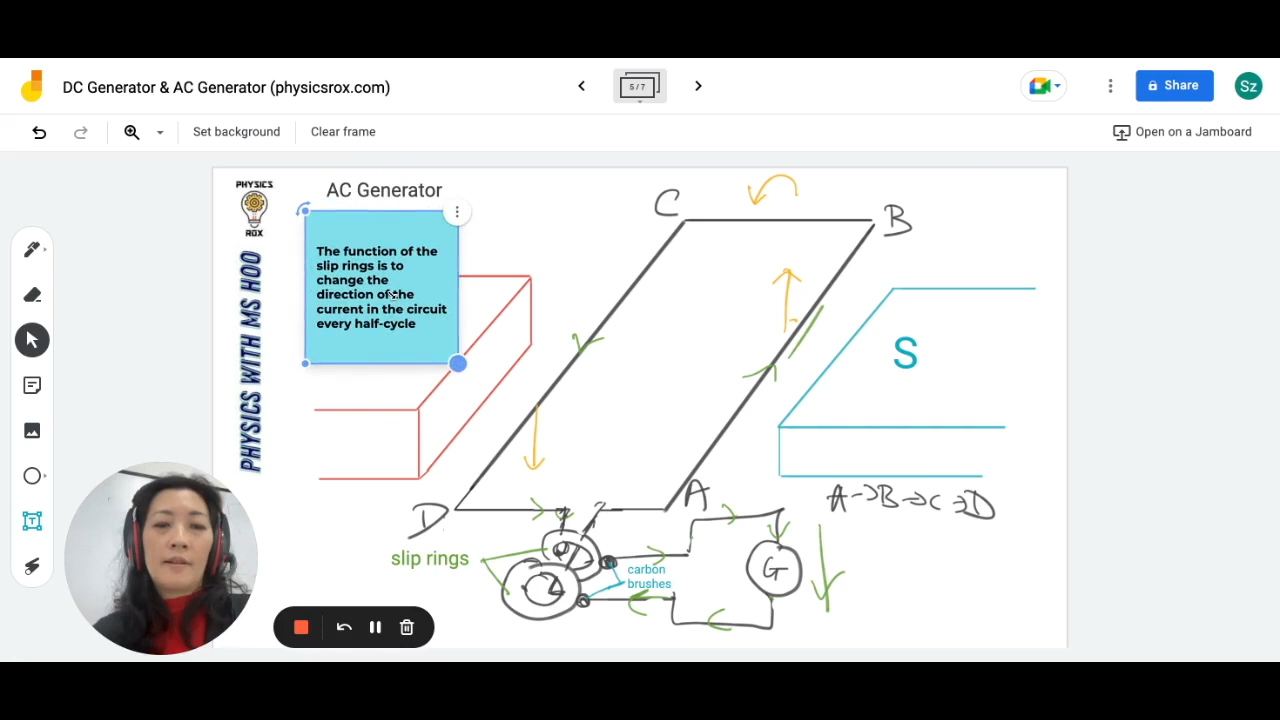 DC Generator & AC Generator (physicsrox.com)
5 / 7
Share
Sz
Set background
Clear frame
Open on a Jamboard
PHYSICS
ROX
PHYSICS WITH MS HOO
AC Generator
The function of the
slip rings is to
change the
direction of the
current in the circuit
every half-cycle
C
B
S
D
A
A→B→C→D
slip rings
carbon
brushes
G